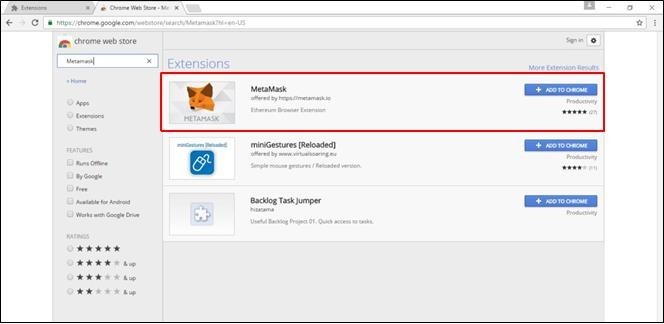 Extensions
Chrome Web Store - Met
https://chrome.google.com/webstore/search/Metamask?hl=en-US
chrome web store
Sign in
Metamask
Extensions
More Extension Results
« Home
Apps
Extensions
Themes
FEATURES
Runs Offline
By Google
Free
Available for Android
Works with Google Drive
RATINGS
& up
& up
& up
METAMASK
MetaMask
offered by https://metamask.io
Ethereum Browser Extension
ADD TO CHROME
Productivity
(27)
miniGestures [Reloaded]
miniGestures [Reloaded]
offered by www.virtualsoaring.eu
Simple mouse gestures / Reloaded version.
ADD TO CHROME
Productivity
(11)
Backlog Task Jumper
hizatama
Useful Backlog Project 01. Quick access to tasks.
ADD TO CHROME
Productivity